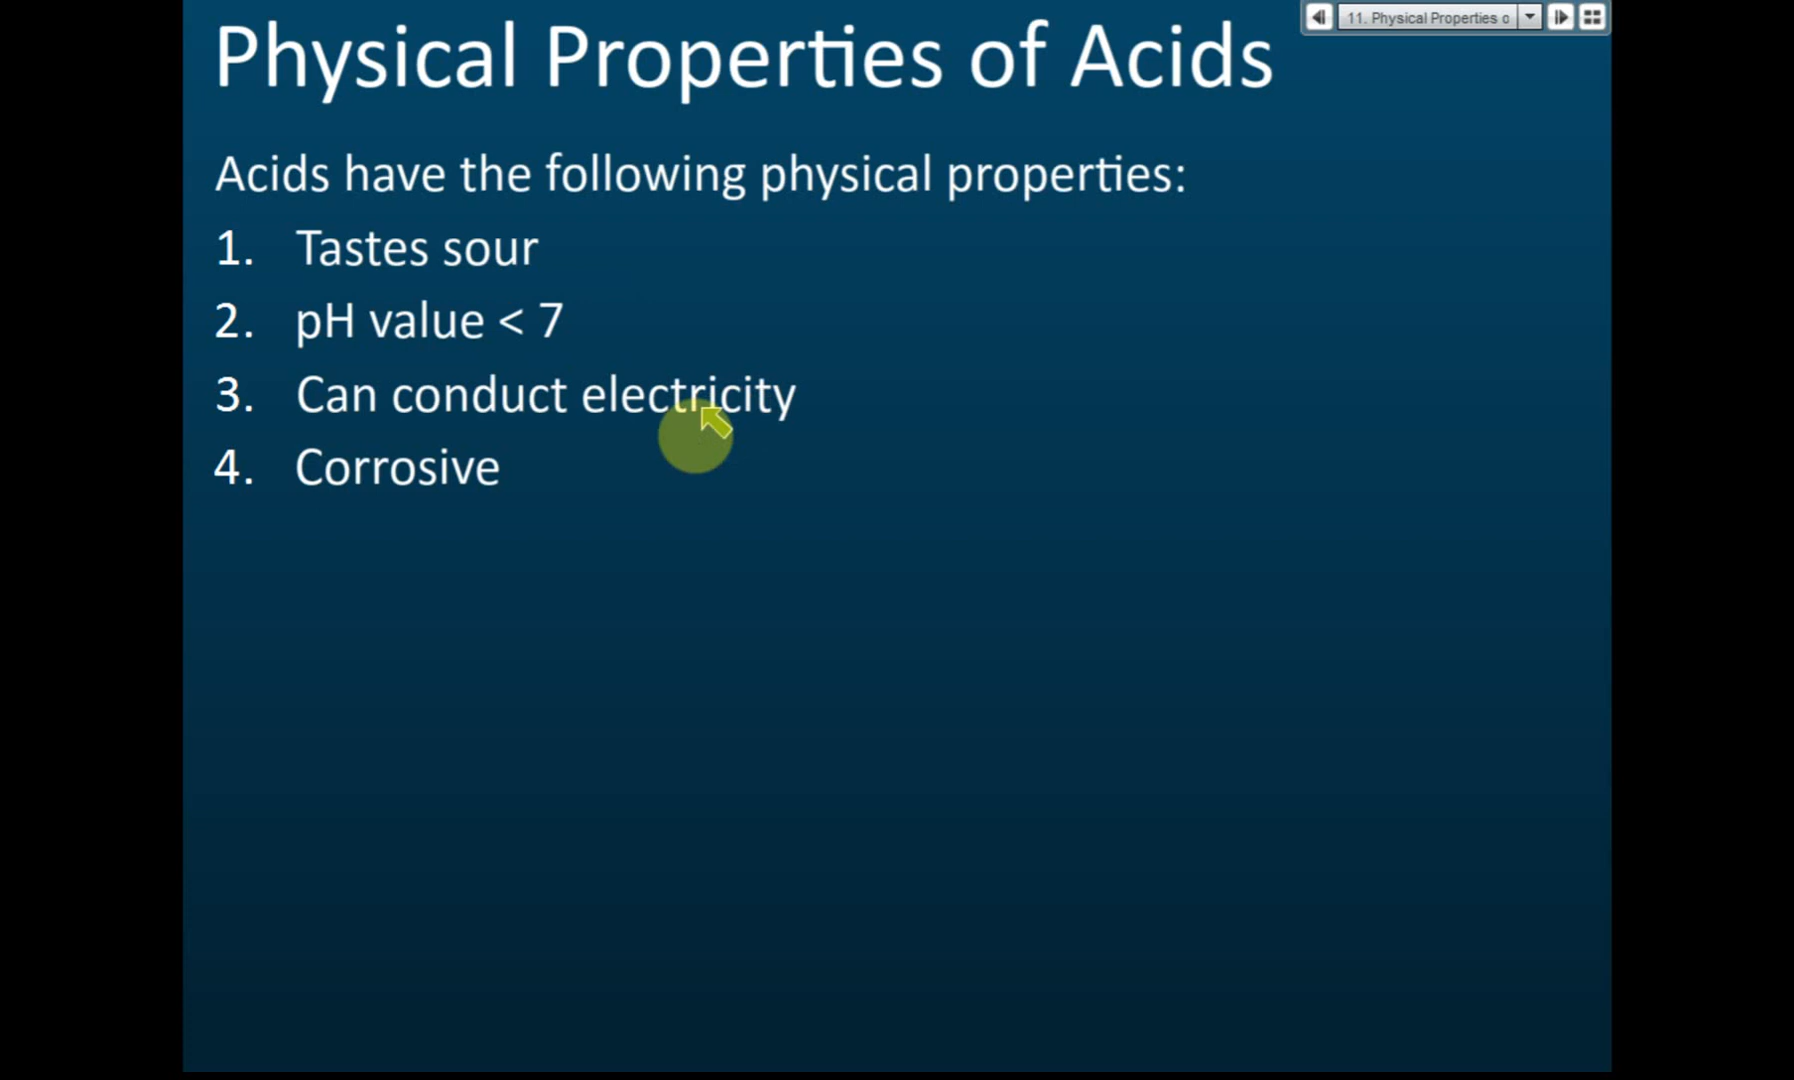 Physical Properties of Acids
11. Physical Properties o
Acids have the following physical properties:
1. Tastes sour
2. pH value < 7
3. Can conduct electricity
4. Corrosive